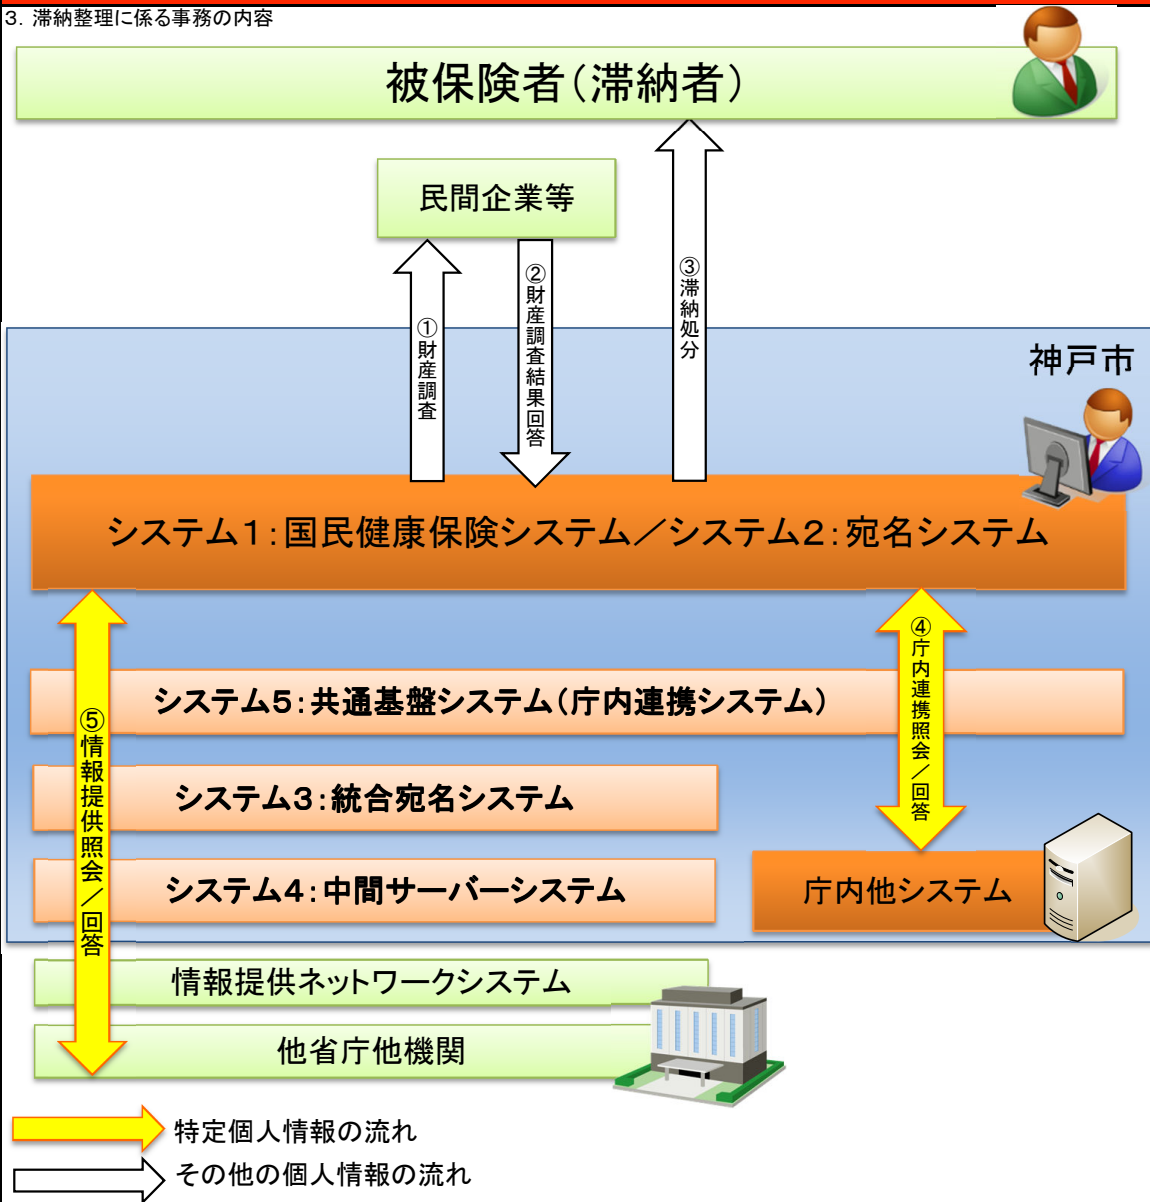 3．滞納整理に係る事務の内容
被保険者（滞納者）
民間企業等
①財産調査
②財産調査結果回答
③滞納処分
神戸市
システム１：国民健康保険システム／システム２：宛名システム
④庁内連携照会／回答
システム５：共通基盤システム（庁内連携システム）
⑤情報提供照会／回答
システム３：統合宛名システム
システム４：中間サーバーシステム
庁内他システム
情報提供ネットワークシステム
他省庁他機関
特定個人情報の流れ
その他の個人情報の流れ